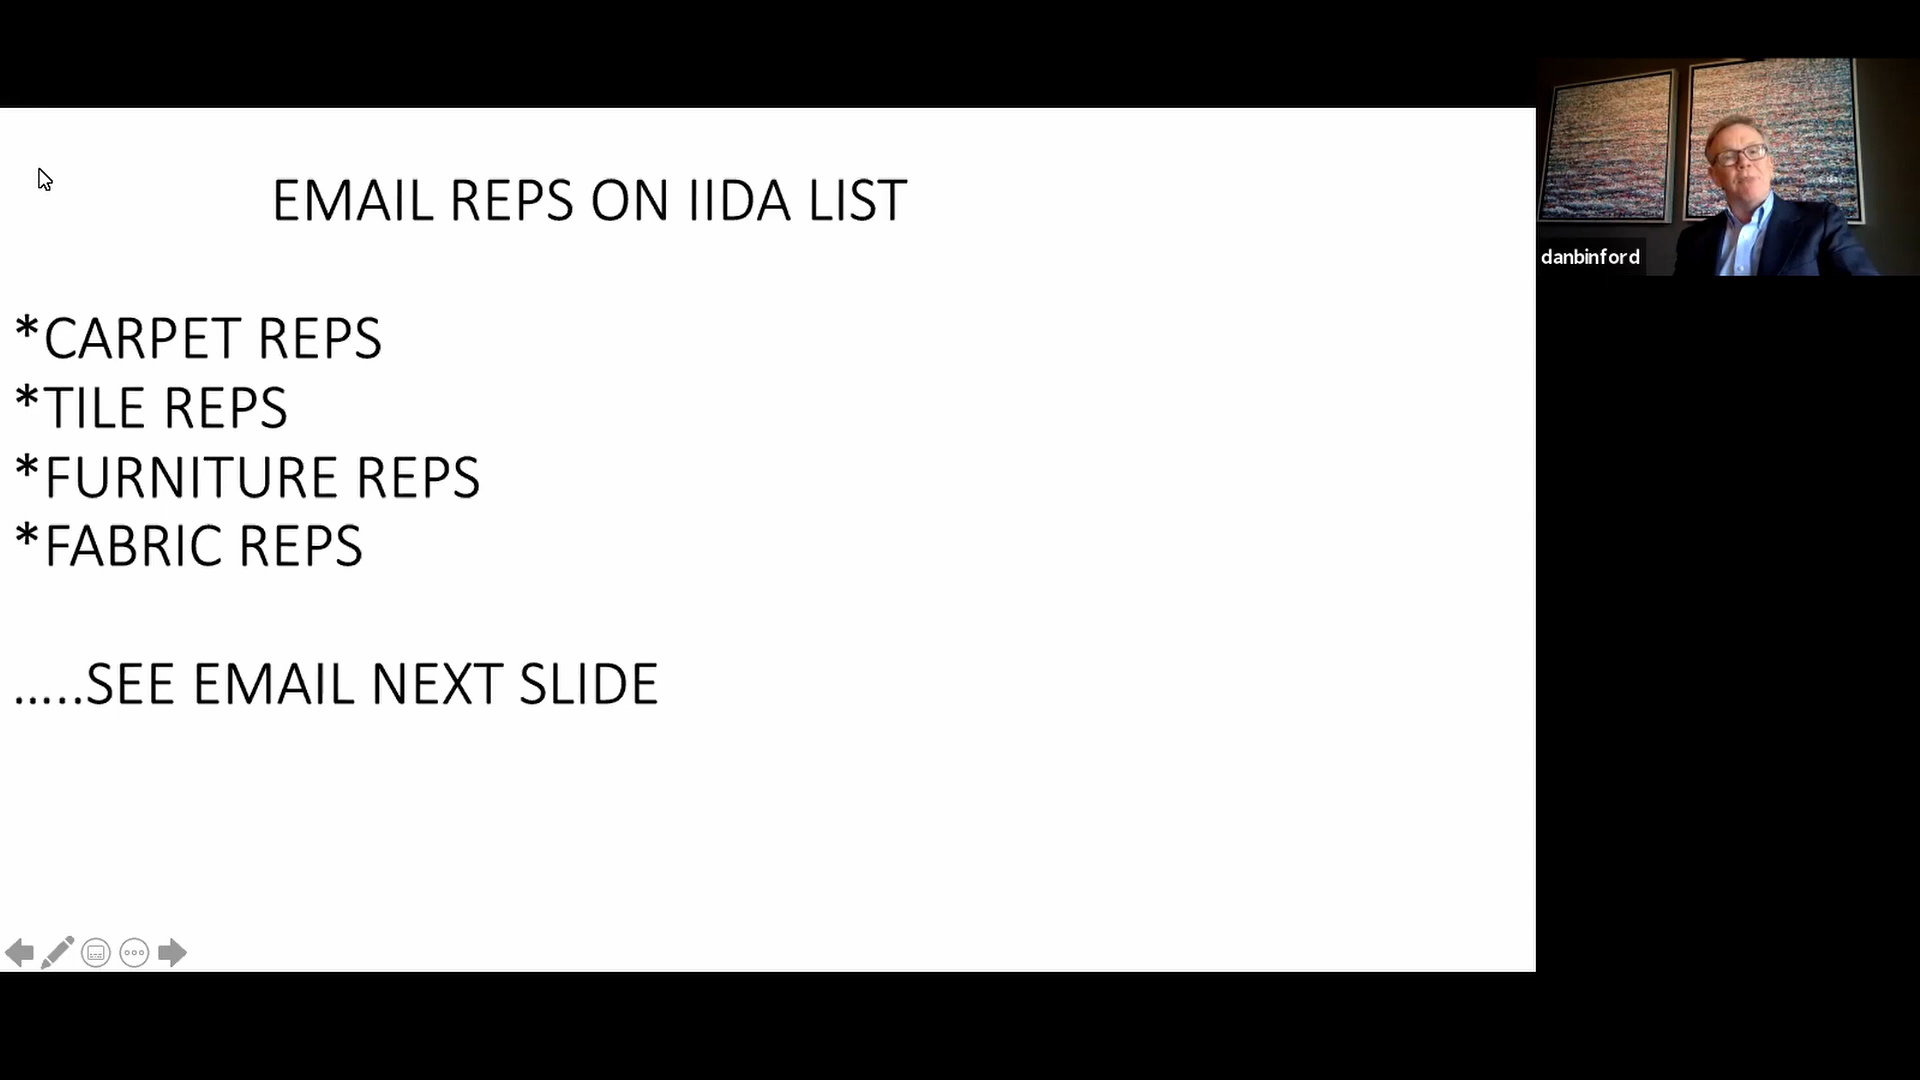 EMAIL REPS ON IIDA LIST
*CARPET REPS
*TILE REPS
*FURNITURE REPS
*FABRIC REPS
.....SEE EMAIL NEXT SLIDE
danbinford